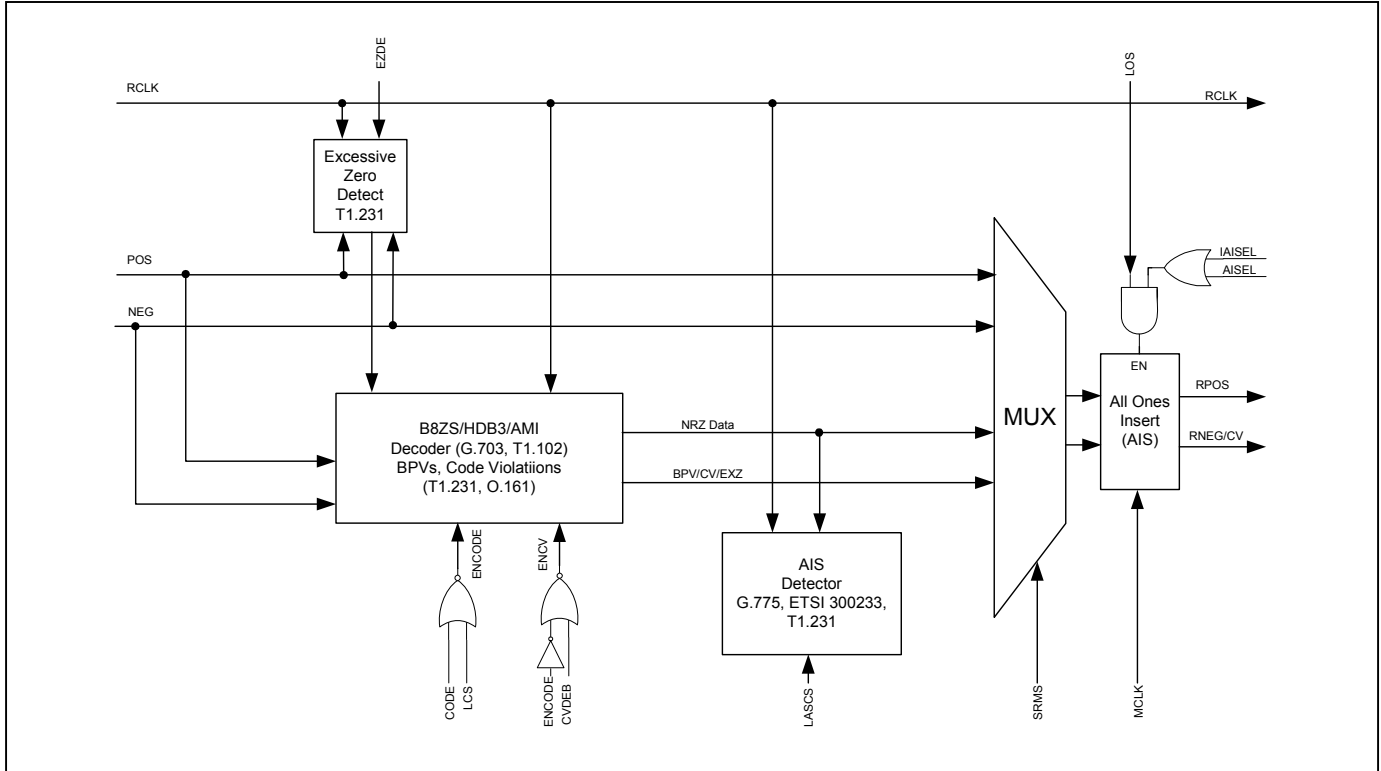 EZDE
LOS
RCLK
RCLK
Excessive
Zero
Detect
T1.231
POS
IAISEL
AISEL
NEG
EN
All Ones
Insert
(AIS)
RPOS
RNEG/CV
MUX
B8ZS/HDB3/AMI
Decoder (G.703, T1.102)
BPVs, Code Violatiions
(T1.231, O.161)
NRZ Data
BPV/CV/EXZ
ENCODE
ENCV
AIS
Detector
G.775, ETSI 300233,
T1.231
CODE
LCS
ENCODE
CVDEB
LASCS
SRMS
MCLK